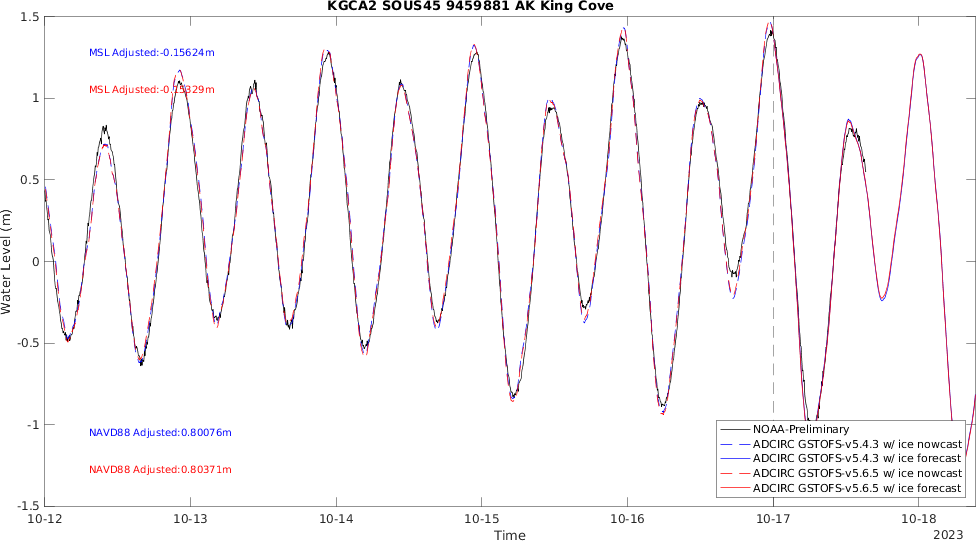 KGCA2 SOUS45 9459881 AK King Cove
1.5
1
0.5
0
-0.5
-1
-1.5
Water Level (m)
MSL Adjusted:-0.15624m
MSL Adjusted:-0.15329m
NAVD88 Adjusted:0.80076m
NAVD88 Adjusted:0.80371m
NOAA-Preliminary
ADCIRC GSTOFS-v5.4.3 w/ ice nowcast
ADCIRC GSTOFS-v5.4.3 w/ ice forecast
ADCIRC GSTOFS-v5.6.5 w/ ice nowcast
ADCIRC GSTOFS-v5.6.5 w/ ice forecast
10-12 10-13 10-14 10-15 10-16 10-17 10-18
Time
2023